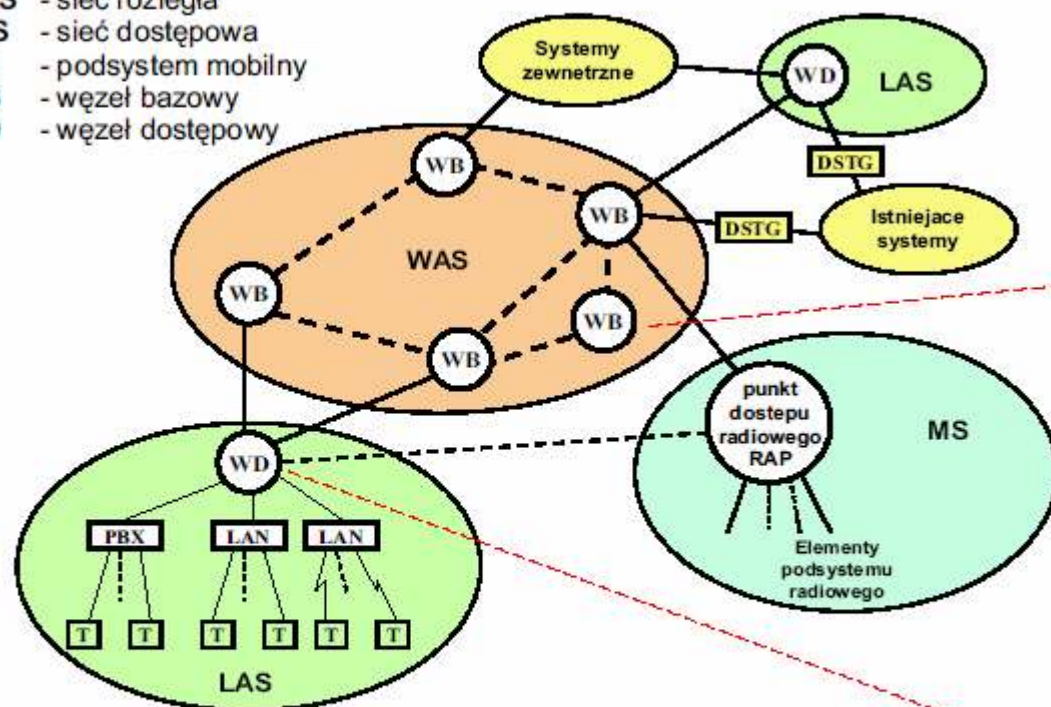 S - sieć rozległa
S - sieć dostępowa
- podsystem mobilny
- węzeł bazowy
- węzeł dostępowy
Systemy
zewnetrzne
WD
LAS
DSTG
WB
WB
DSTG
Istniejace
systemy
WAS
WB
WB
WB
punkt
dostepu
radiowego
RAP
MS
Elementy
podsystemu
radiowego
WD
PBX
LAN
LAN
T
T
T
T
T
T
LAS